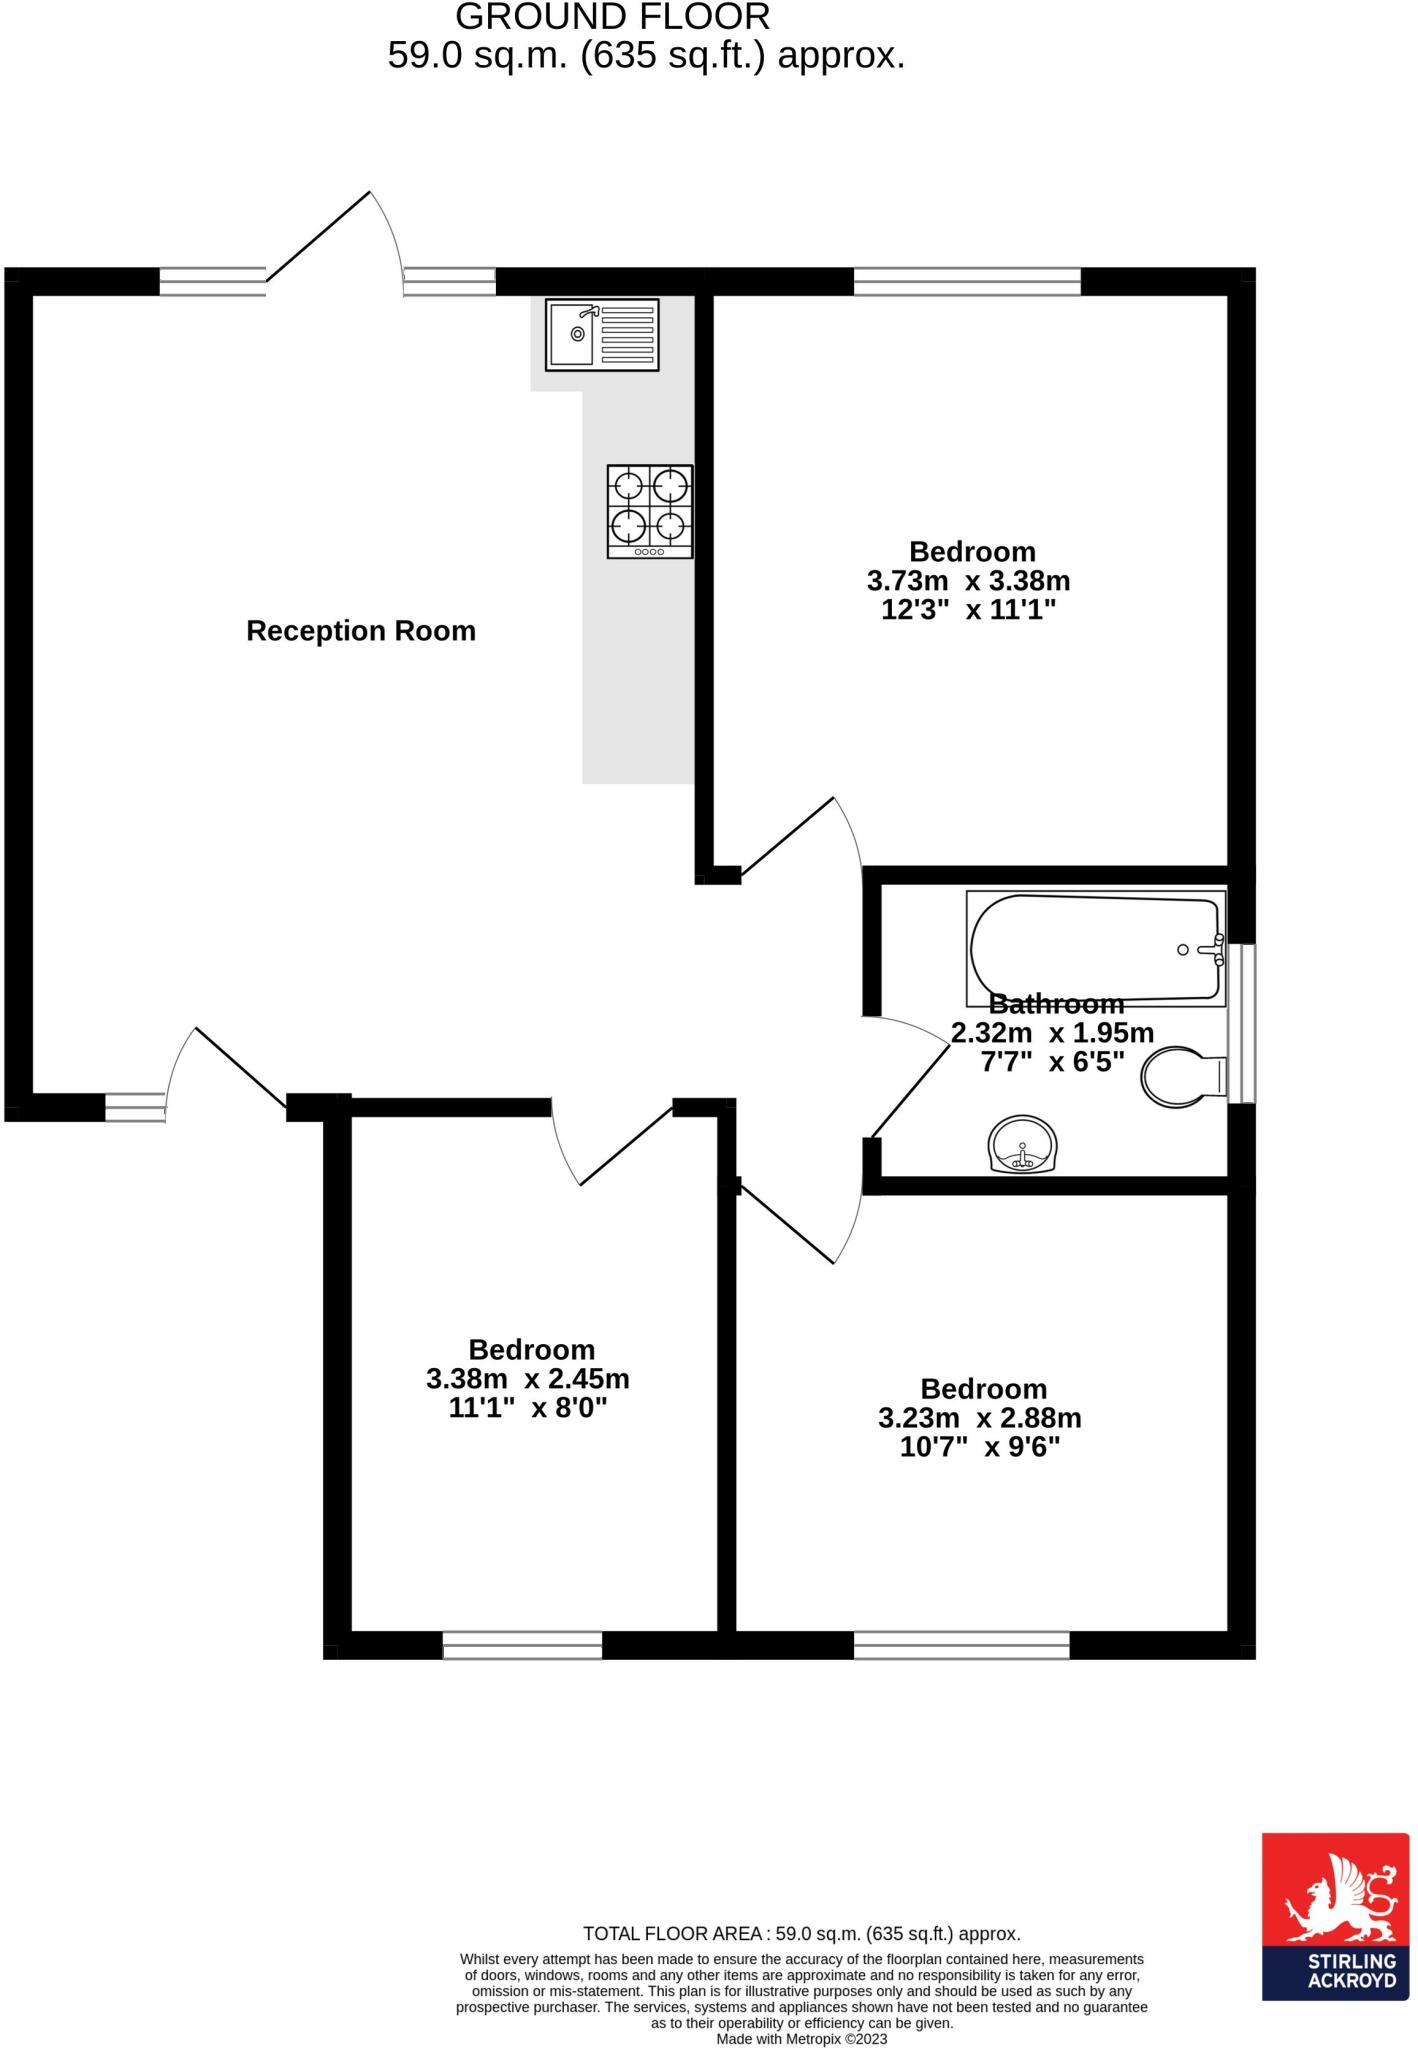 GROUND FLOOR
59.0 sq.m. (635 sq.ft.) approx.
Bedroom
3.73m  x 3.38m
12'3"  x 11'1"
Reception Room
Bathroom
2.32m  x 1.95m
7'7"  x 6'5"
Bedroom
3.38m  x 2.45m
11'1"  x 8'0"
Bedroom
3.23m  x 2.88m
10'7"  x 9'6"
TOTAL FLOOR AREA : 59.0 sq.m. (635 sq.ft.) approx.
Whilst every attempt has been made to ensure the accuracy of the floorplan contained here, measurements
of doors, windows, rooms and any other items are approximate and no responsibility is taken for any error,
omission or mis-statement. This plan is for illustrative purposes only and should be used as such by any
prospective purchaser. The services, systems and appliances shown have not been tested and no guarantee
as to their operability or efficiency can be given.
Made with Metropix ©2023
STIRLING
ACKROYD